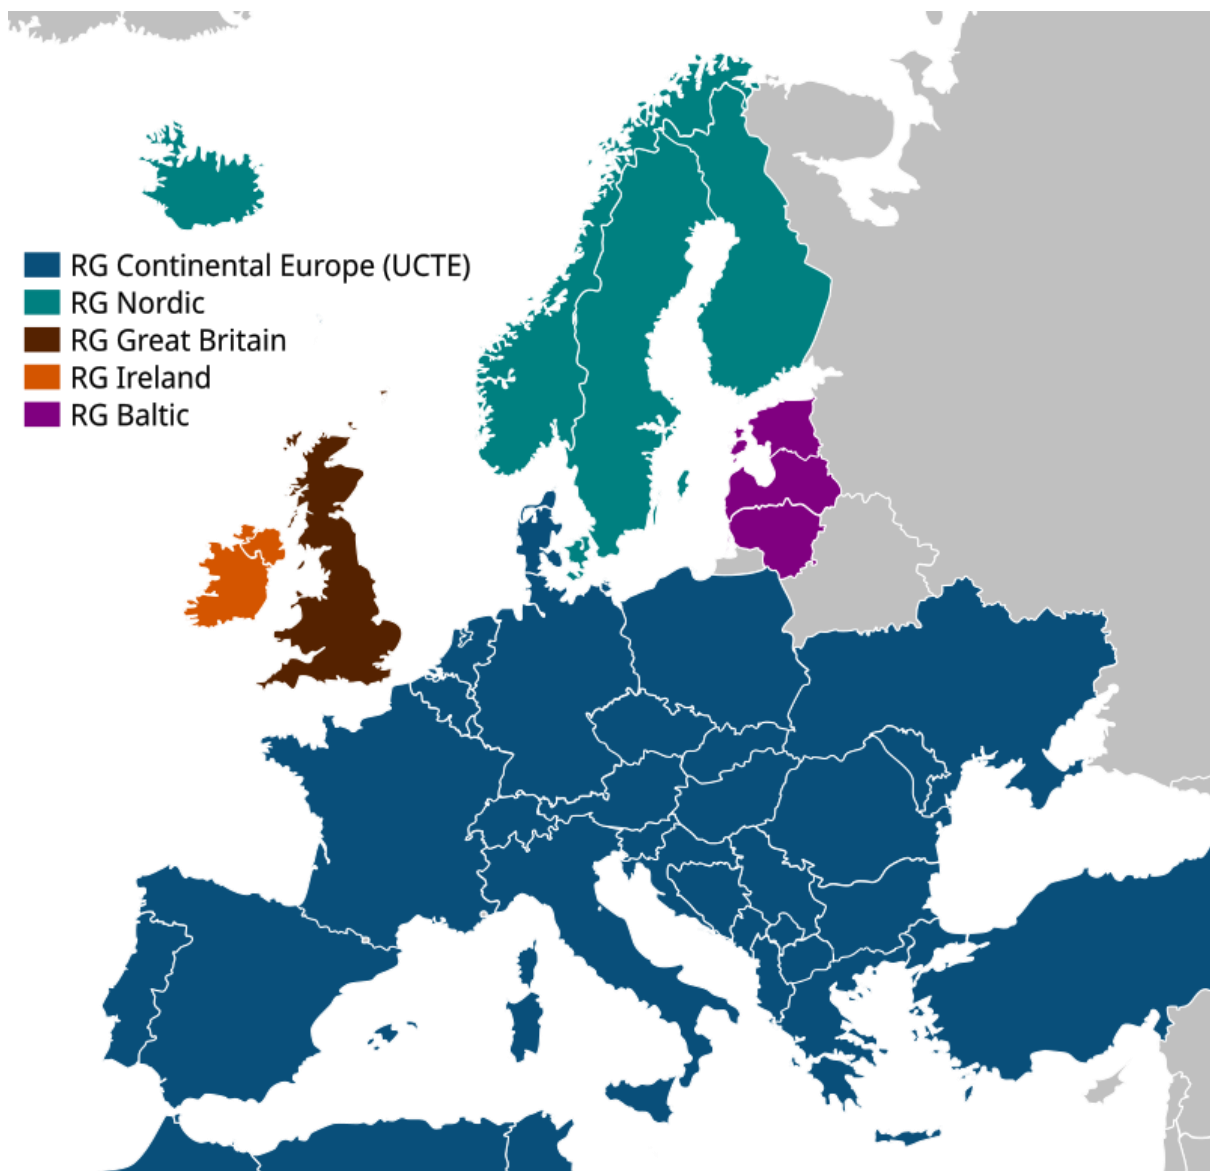 RG Continental Europe (UCTE)
RG Nordic
RG Great Britain
RG Ireland
RG Baltic